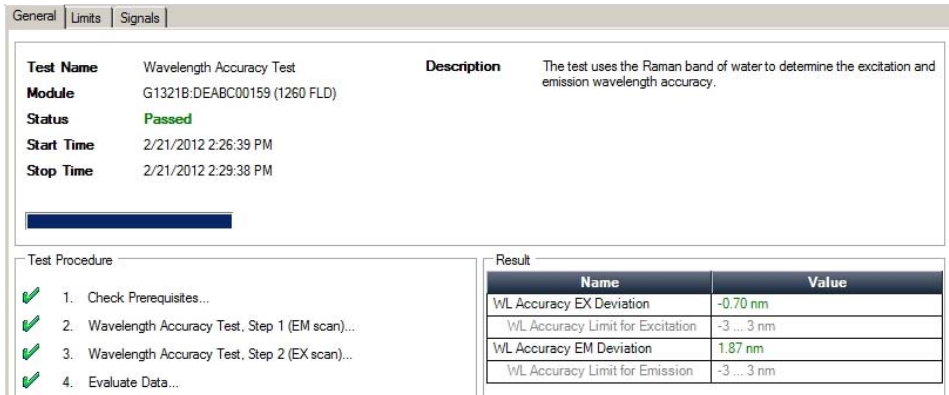 General Limits Signals
Test Name Wavelength Accuracy Test
Module G1321B:DEABC00159 (1260 FLD)
Status Passed
Start Time 2/21/2012 2:26:39 PM
Stop Time 2/21/2012 2:29:38 PM
Description The test uses the Raman band of water to determine the excitation and
emission wavelength accuracy.
Test Procedure
1. Check Prerequisites...
2. Wavelength Accuracy Test, Step 1 (EM scan)...
3. Wavelength Accuracy Test, Step 2 (EX scan)...
4. Evaluate Data...
Result
Name Value
WL Accuracy EX Deviation -0.70 nm
WL Accuracy Limit for Excitation -3 ... 3 nm
WL Accuracy EM Deviation 1.87 nm
WL Accuracy Limit for Emission -3 ... 3 nm